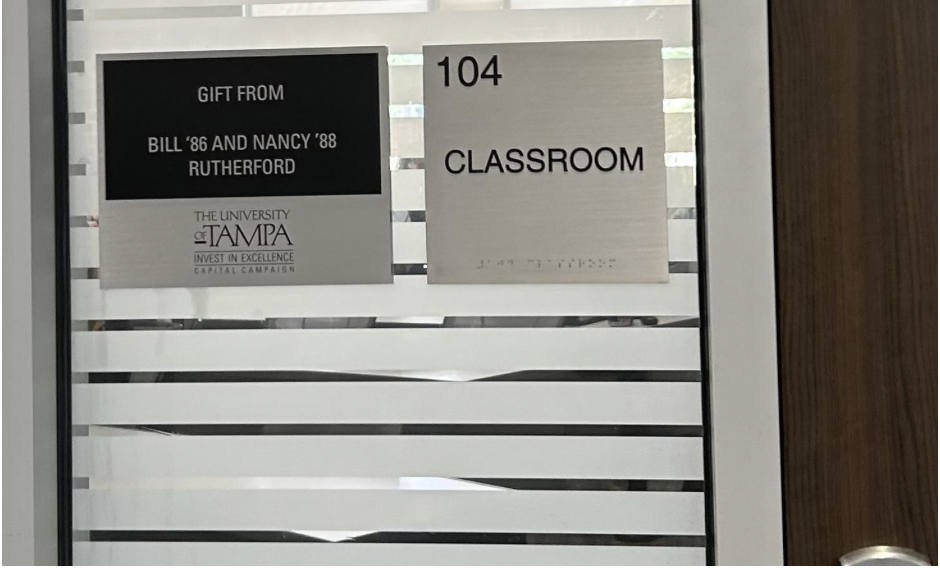 GIFT FROM
BILL '86 AND NANCY '88
RUTHERFORD
THE UNIVERSITY
OF TAMPA
INVEST IN EXCELLENCE
CAPITAL CAMPAIGN
104
CLASSROOM